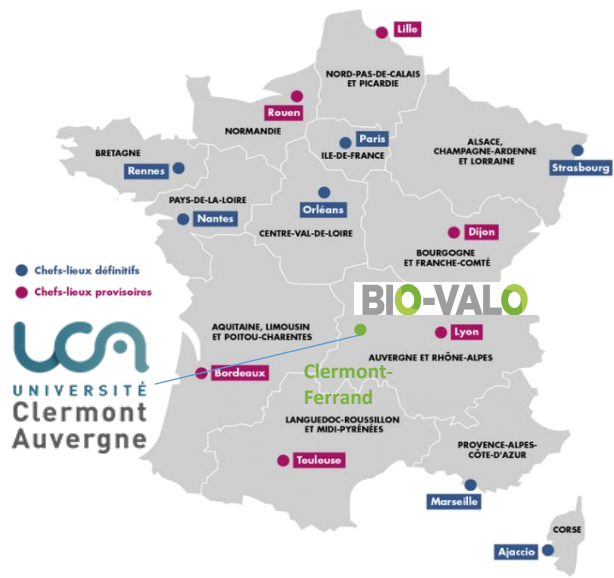 Lille
NORD-PAS-DE-CALAIS
ET PICARDIE
Rouen
NORMANDIE
Paris
ILE-DE-FRANCE
ALSACE,
CHAMPAGNE-ARDENNE
ET LORRAINE
Strasbourg
BRETAGNE
Rennes
PAYS-DE-LA-LOIRE
Nantes
Orléans
CENTRE-VAL-DE-LOIRE
Dijon
BOURGOGNE
ET FRANCHE-COMTÉ
Chefs-lieux définitifs
Chefs-lieux provisoires
BIO-VALO
UCA
UNIVERSITÉ
Clermont
Auvergne
AQUITAINE, LIMOUSIN
ET POITOU-CHARENTES
Lyon
AUVERGNE ET RHÔNE-ALPES
Clermont-
Ferrand
Bordeaux
LANGUEDOC-ROUSSILLON
ET MIDI-PYRÉNÉES
Toulouse
PROVENCE-ALPES-
CÔTE-D'AZUR
Marseille
CORSE
Ajaccio